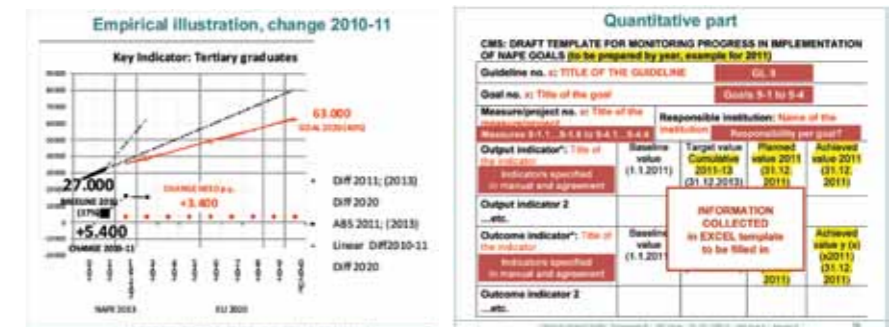 Empirical illustration, change 2010-11
Key Indicator: Tertiary graduates
63.000
GOAL 2020 (40%)
27.000
BASELINE 2010
(17%)
CHANGE NEED p.a.
+3.400
+5.400
CHANGE 2010-11
Diff 2011; (2013)
Diff 2020
ABS 2011; (2013)
Linear Diff2010-11
Diff 2020
NAPE 2013
EU 2020
Quantitative part
CMS: DRAFT TEMPLATE FOR MONITORING PROGRESS IN IMPLEMENTATION
OF NAPE GOALS (to be prepared by year, example for 2011)
Guideline no. x: TITLE OF THE GUIDELINE
GL 5
Goal no. x: Title of the goal
Goals 5-1 to 5-4
Measure/project no. x: Title of the
Measures 5-1.1... 5-1.8 to 5-4.1...5-4.4
Responsible institution: Name of the
institution
Responsibility per goal?
Output indicator*: Title of
the indicator
Indicators specified
in manual and agreement
Baseline
value
(1.1.2011)
Target value
Cumulative
2011-13
(31.12.2013)
Planned
value 2011
(31.12.
2011)
Achieved
value 2011
(31.12.
2011)
Output indicator 2
...etc.
INFORMATION
COLLECTED
in EXCEL template
to be filled in
Outcome indicator*: Title of
the indicator
Indicators specified
in manual and agreement
Baseline
value
(1.1.2011
2011)
Achieved
value y (x)
(x2011)
(31.12.
2011)
Outcome indicator 2
...etc.